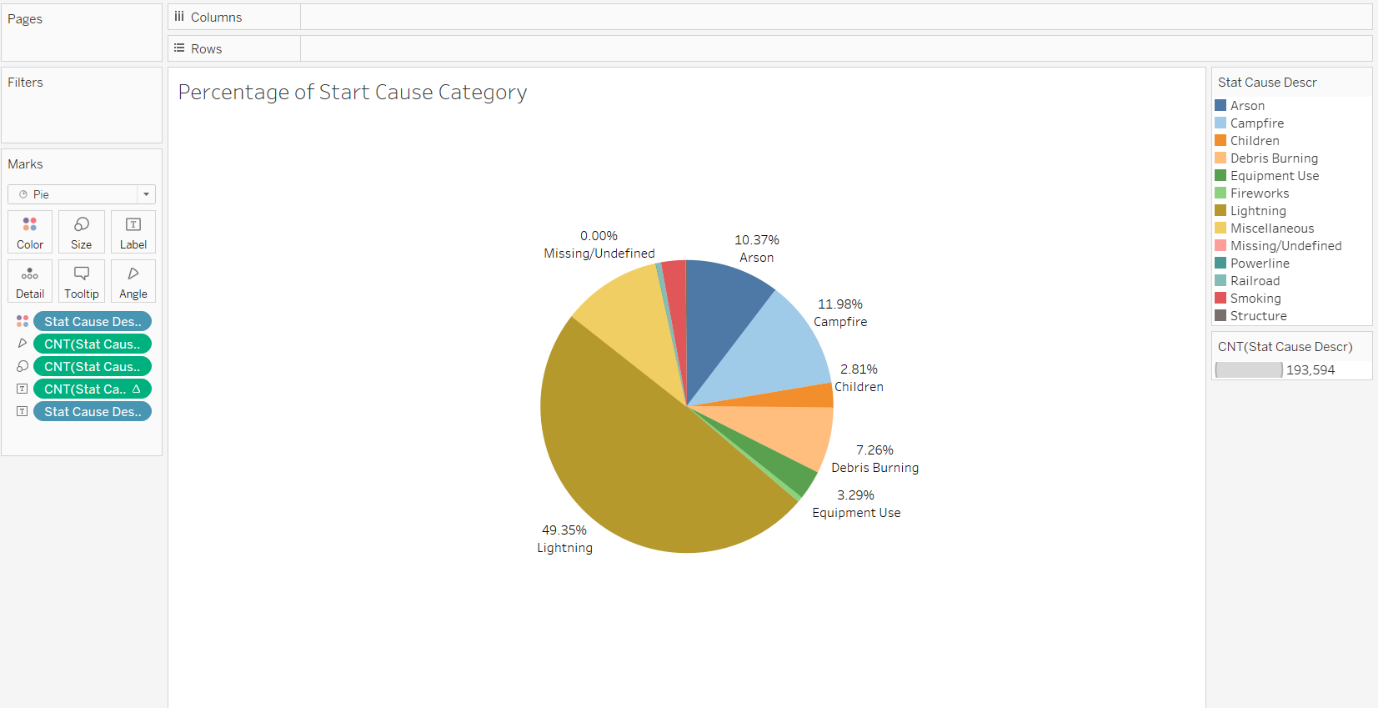 Pages
Columns
Rows
Filters
Marks
Pie
Color
Size
Label
Detail
Tooltip
Angle
Stat Cause Des..
CNT(Stat Caus..
CNT(Stat Caus..
CNT(Stat Ca..
Stat Cause Des..
Percentage of Start Cause Category
0.00%
Missing/Undefined
10.37%
Arson
11.98%
Campfire
2.81%
Children
7.26%
Debris Burning
3.29%
Equipment Use
49.35%
Lightning
Stat Cause Descr
Arson
Campfire
Children
Debris Burning
Equipment Use
Fireworks
Lightning
Miscellaneous
Missing/Undefined
Powerline
Railroad
Smoking
Structure
CNT(Stat Cause Descr)
193,594